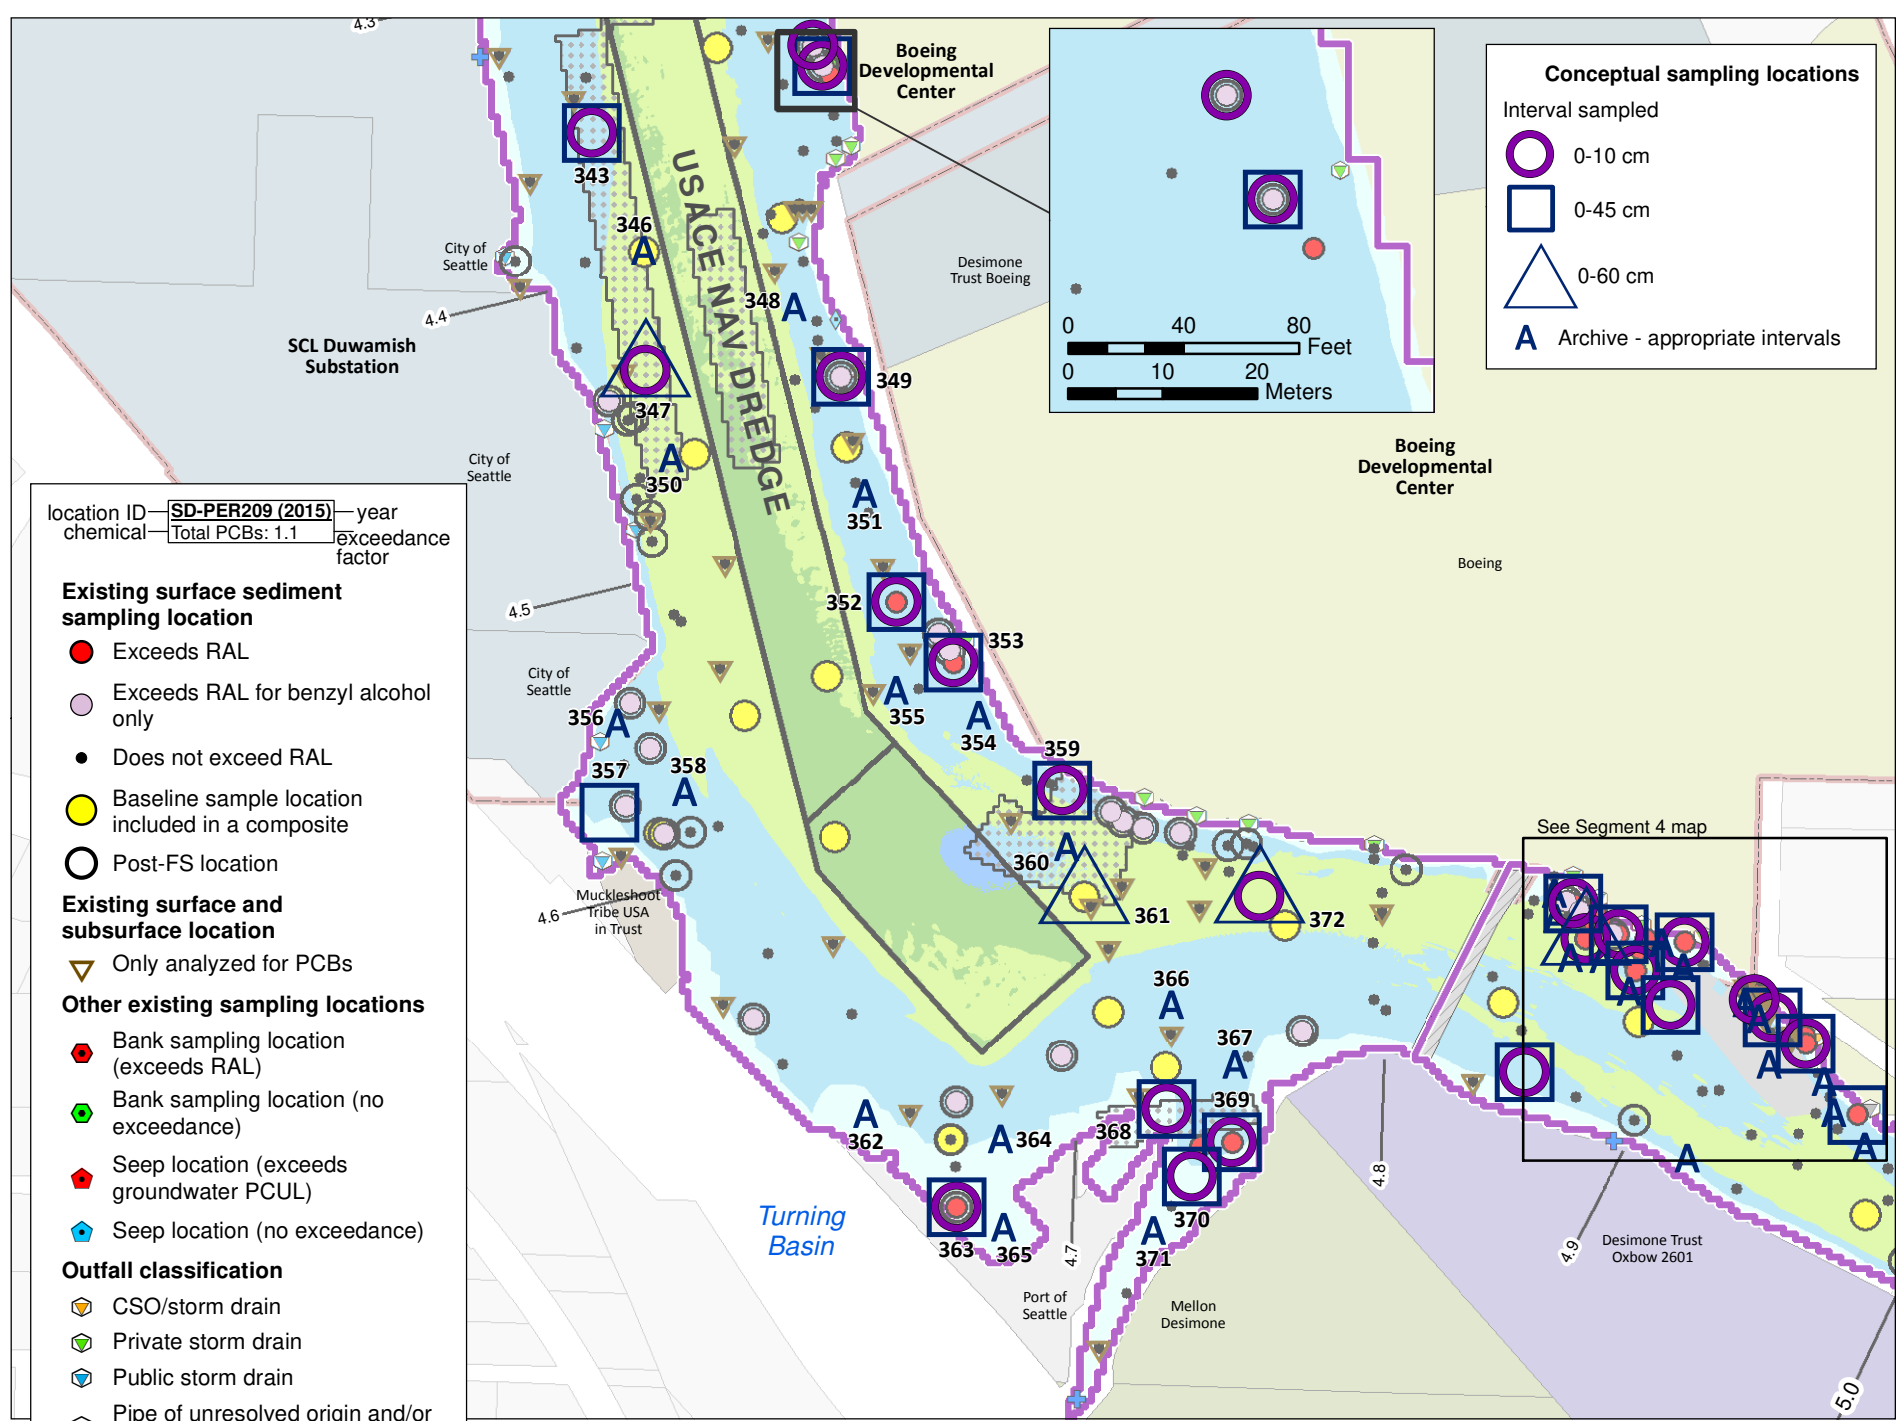 4.3
Boeing
Developmental
Center
Conceptual sampling locations
Interval sampled
0-10 cm
0-45 cm
0-60 cm
A Archive - appropriate intervals
0 40 80
Feet
0 10 20
Meters
343
346
A
City of
Seattle
USACE NAV DREDGE
348
A
Desimone
Trust Boeing
4.4
SCL Duwamish
Substation
347
349
Boeing
Developmental
Center
City of
Seattle
A
350
A
351
Boeing
location ID
SD-PER209 (2015)
year
chemical
Total PCBs: 1.1
exceedance
factor
Existing surface sediment
sampling location
Exceeds RAL
Exceeds RAL for benzyl alcohol
only
Does not exceed RAL
Baseline sample location
included in a composite
Post-FS location
Existing surface and
subsurface location
Only analyzed for PCBs
Other existing sampling locations
Bank sampling location
(exceeds RAL)
Bank sampling location (no
exceedance)
Seep location (exceeds
groundwater PCUL)
Seep location (no exceedance)
Outfall classification
CSO/storm drain
Private storm drain
Public storm drain
Pipe of unresolved origin and/or
4.5
352
353
City of
Seattle
A
355
A
354
356
A
357
358
A
359
360
A
361
372
See Segment 4 map
4.6
Muckleshoot
Tribe USA
in Trust
366
A
367
A
A
362
A 364
368
369
363
A
365
370
A
371
Turning
Basin
4.7
4.8
4.9
5.0
Port of
Seattle
Mellon
Desimone
Desimone Trust
Oxbow 2601
A
A
A
A
A
A
A
A
A
A
A
A